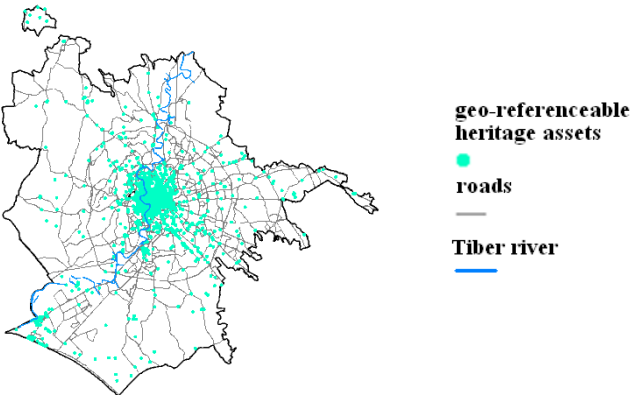 geo-referenceable
heritage assets
roads
Tiber river